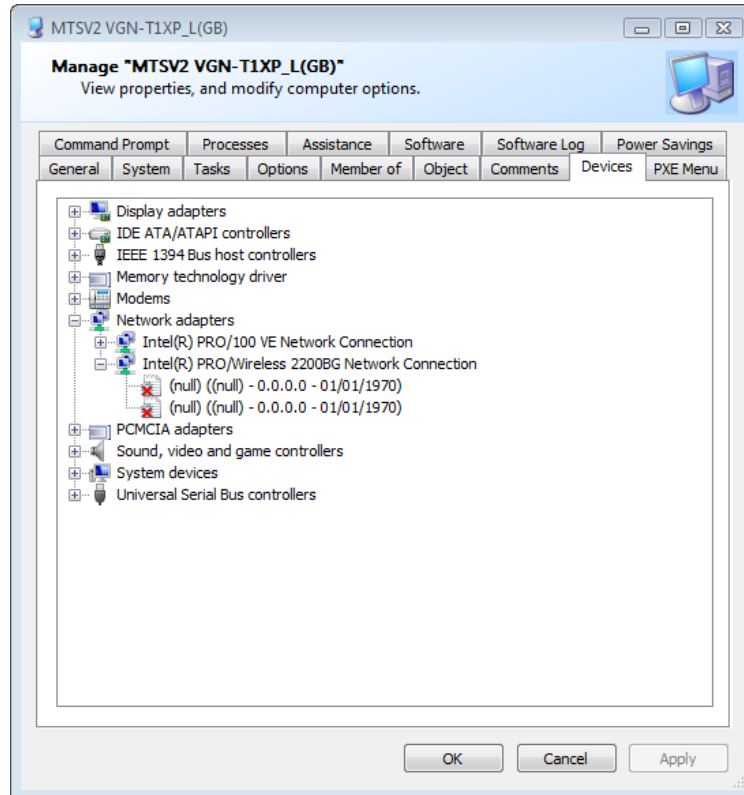 MTSV2 VGN-T1XP_L(GB)
Manage "MTSV2 VGN-T1XP_L(GB)"
View properties, and modify computer options.
Command Prompt Processes Assistance Software Software Log Power Savings
General System Tasks Options Member of Object Comments Devices PXE Menu
Display adapters
IDE ATA/ATAPI controllers
IEEE 1394 Bus host controllers
Memory technology driver
Modems
Network adapters
Intel(R) PRO/100 VE Network Connection
Intel(R) PRO/Wireless 2200BG Network Connection
(null) ((null) - 0.0.0.0 - 01/01/1970)
(null) ((null) - 0.0.0.0 - 01/01/1970)
PCMCIA adapters
Sound, video and game controllers
System devices
Universal Serial Bus controllers
OK Cancel Apply